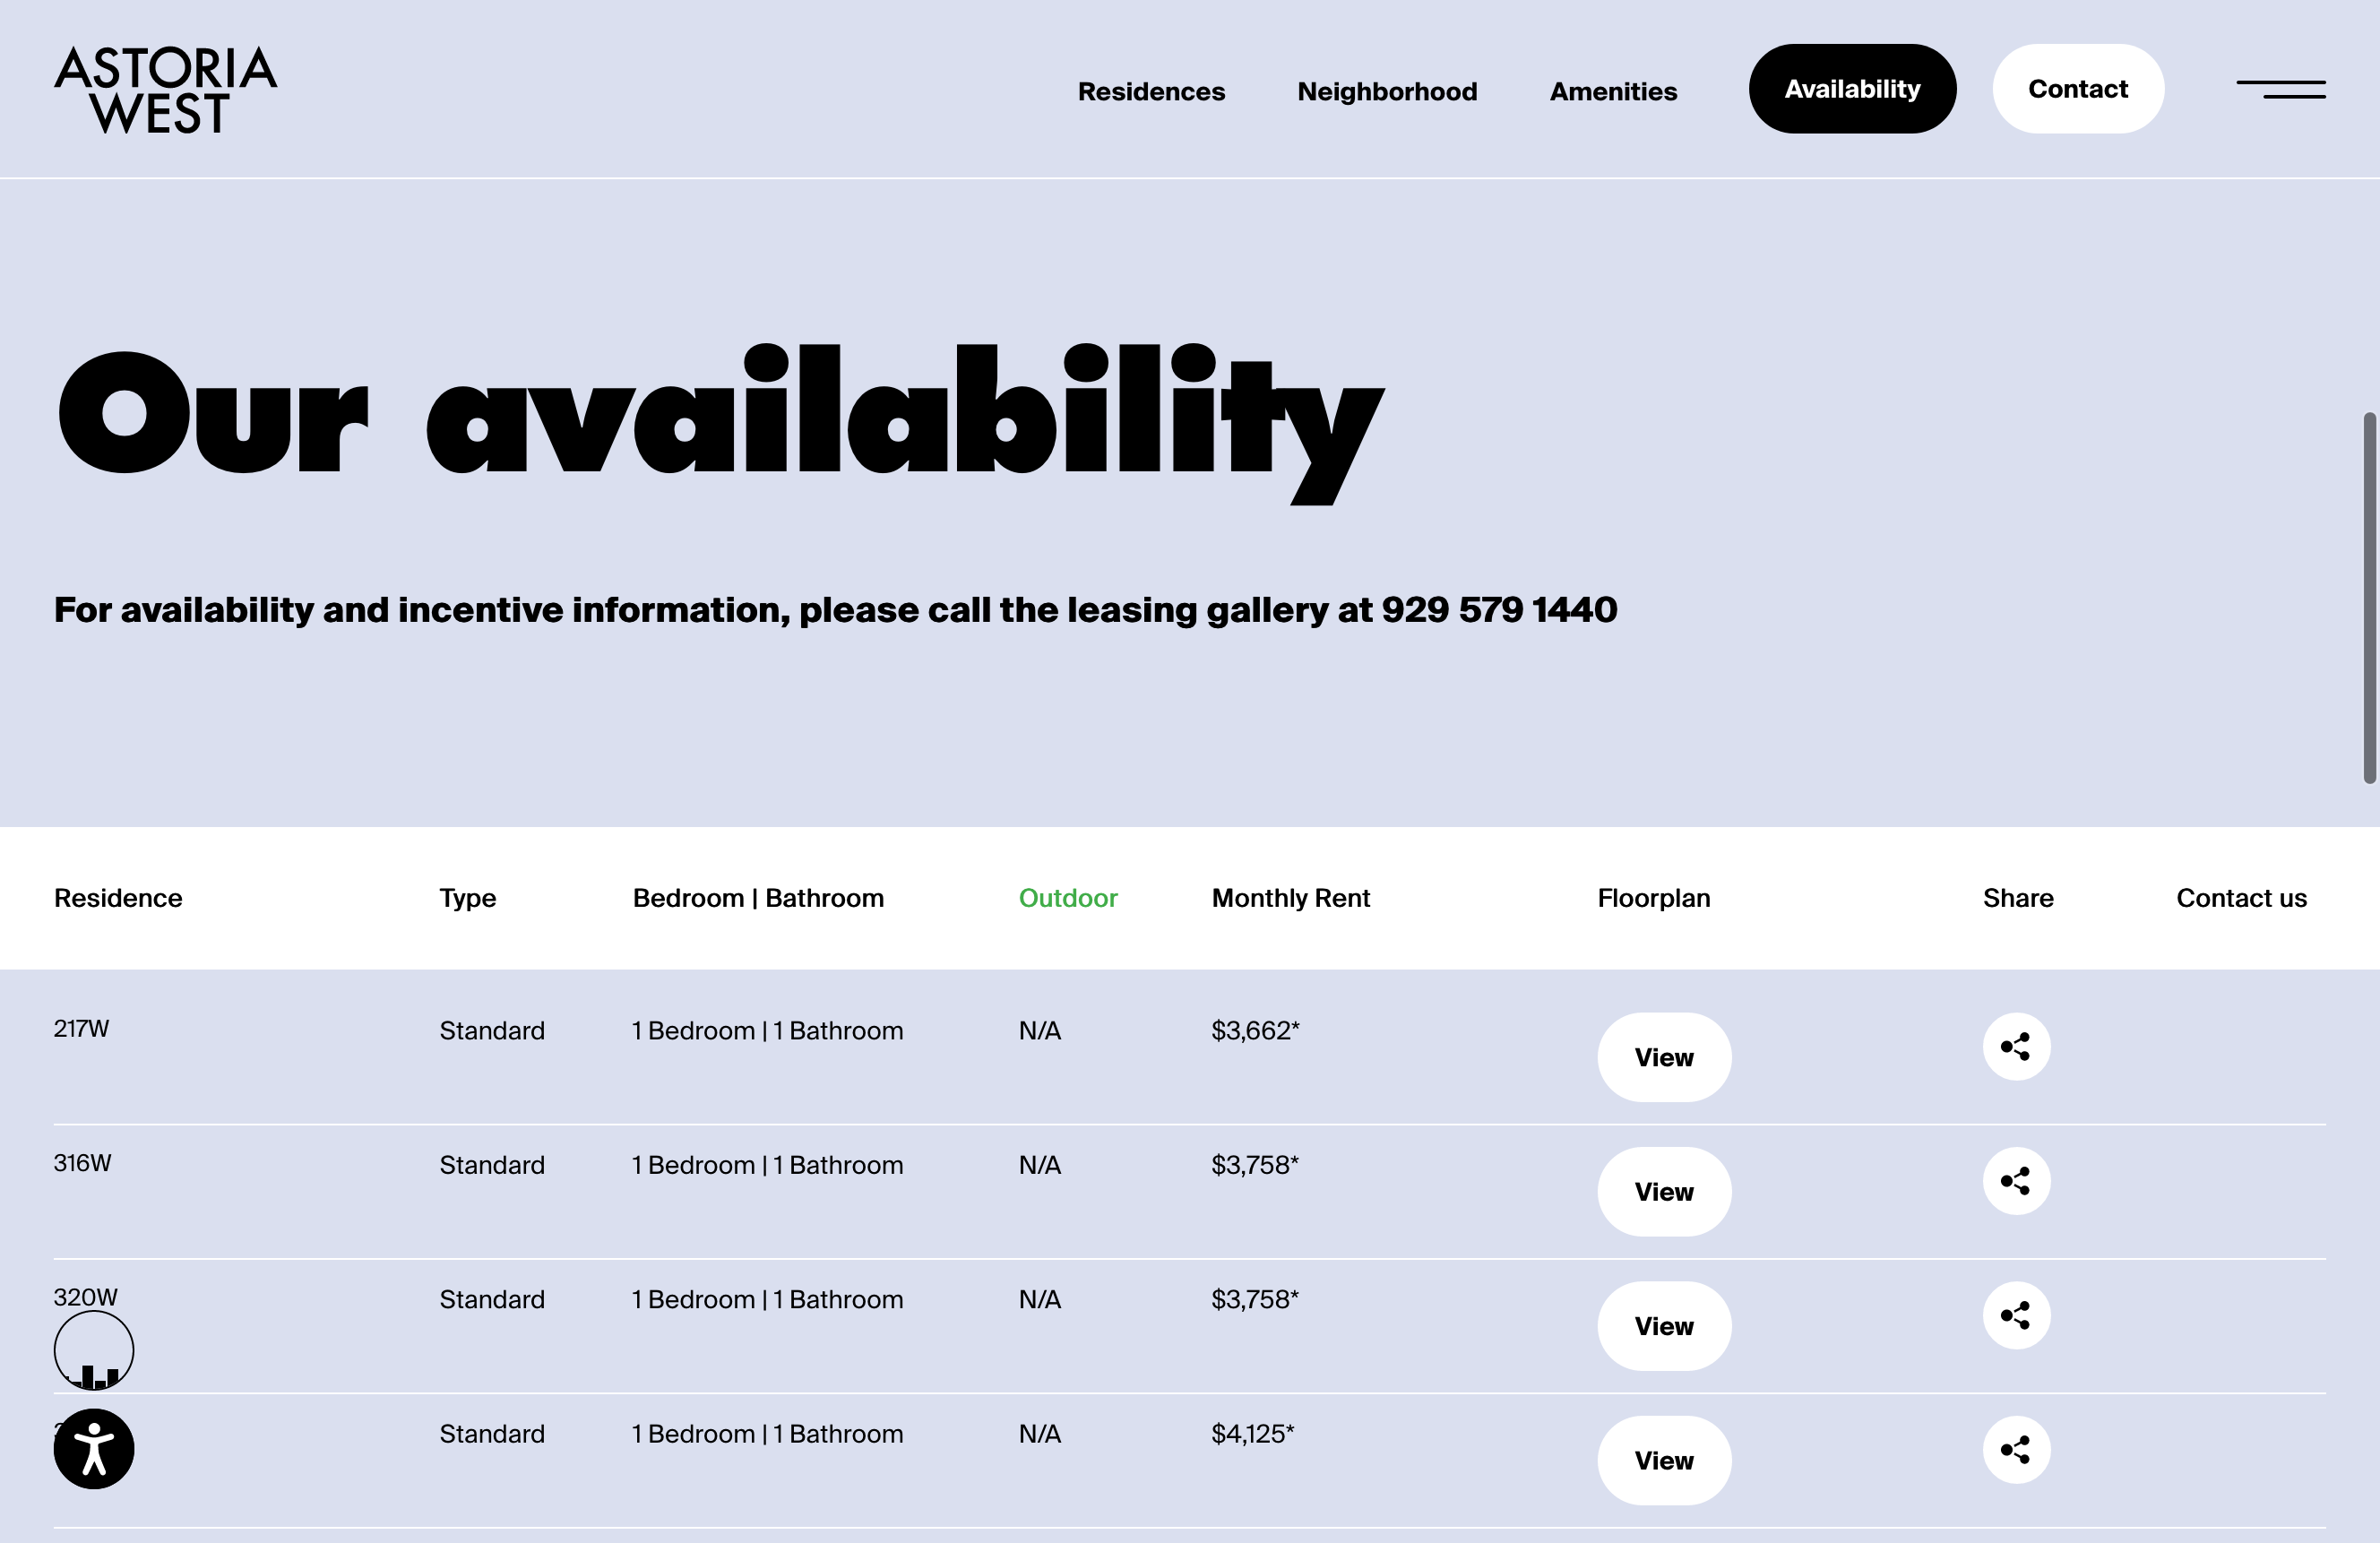 ASTORIA
WEST
Residences Neighborhood Amenities Availability Contact
Our availability
For availability and incentive information, please call the leasing gallery at 929 579 1440
Residence Type Bedroom | Bathroom Outdoor Monthly Rent Floorplan Share Contact us
217W Standard 1 Bedroom | 1 Bathroom N/A $3,662* View
316W Standard 1 Bedroom | 1 Bathroom N/A $3,758* View
320W Standard 1 Bedroom | 1 Bathroom N/A $3,758* View
Standard 1 Bedroom | 1 Bathroom N/A $4,125* View